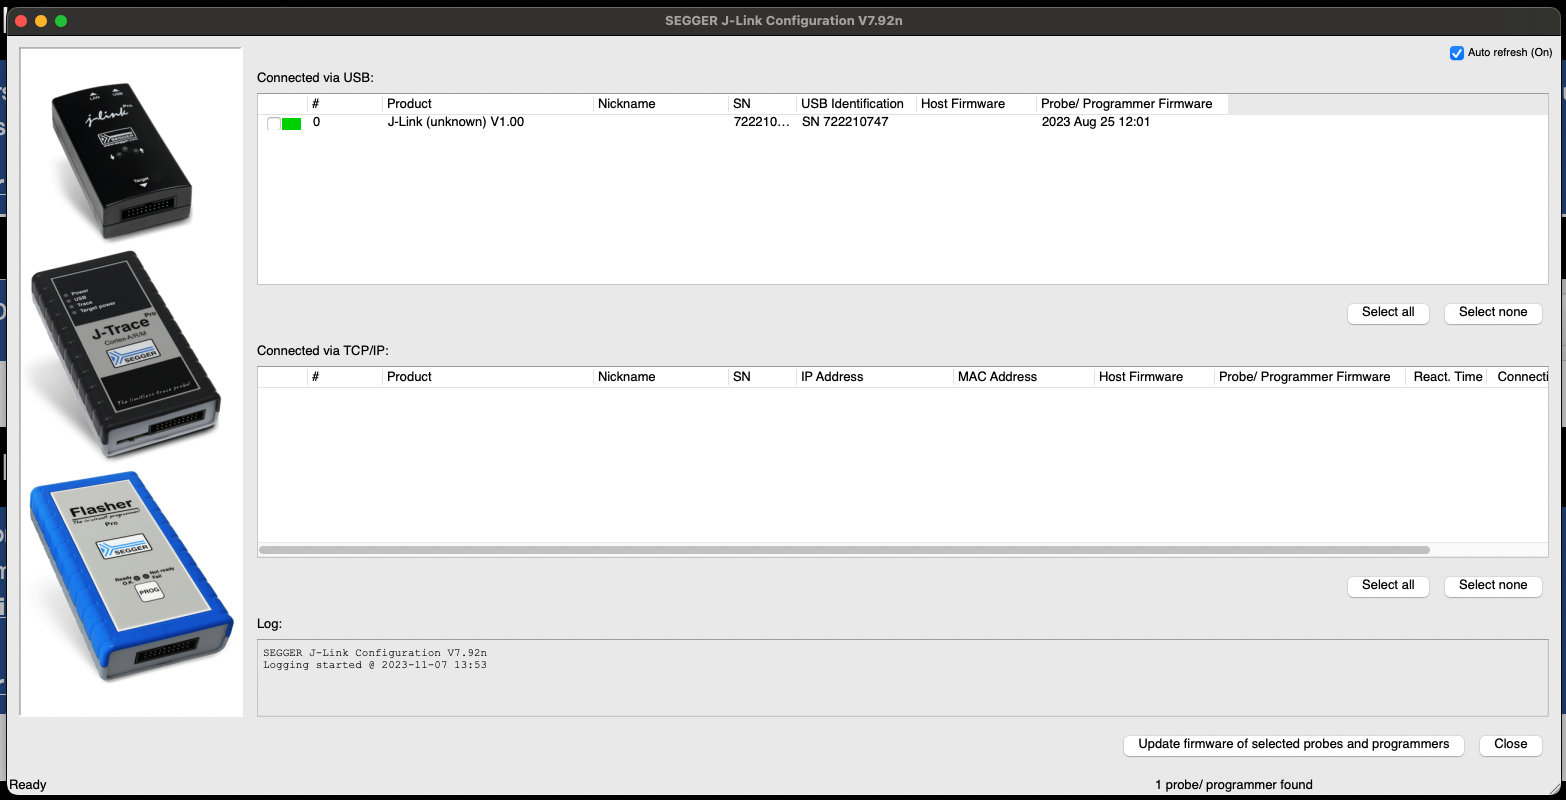 SEGGER J-Link Configuration V7.92n
Auto refresh (On)
Connected via USB:
# Product Nickname SN USB Identification Host Firmware Probe/ Programmer Firmware
0 J-Link (unknown) V1.00 722210... SN 722210747 2023 Aug 25 12:01
Select all Select none
Connected via TCP/IP:
# Product Nickname SN IP Address MAC Address Host Firmware Probe/ Programmer Firmware React. Time Connecti
Select all Select none
Log:
SEGGER J-Link Configuration V7.92n
Logging started @ 2023-11-07 13:53
Update firmware of selected probes and programmers Close
Ready 1 probe/ programmer found
LAN USB
J-Link Pro
SEGGER
Target
Power
USB
Trace
Target power
J-Trace Pro
Cortex-A/R/M
SEGGER
The limitless trace probe!
Flasher
Pro
SEGGER
Ready O.K. Not ready Fail
PROG